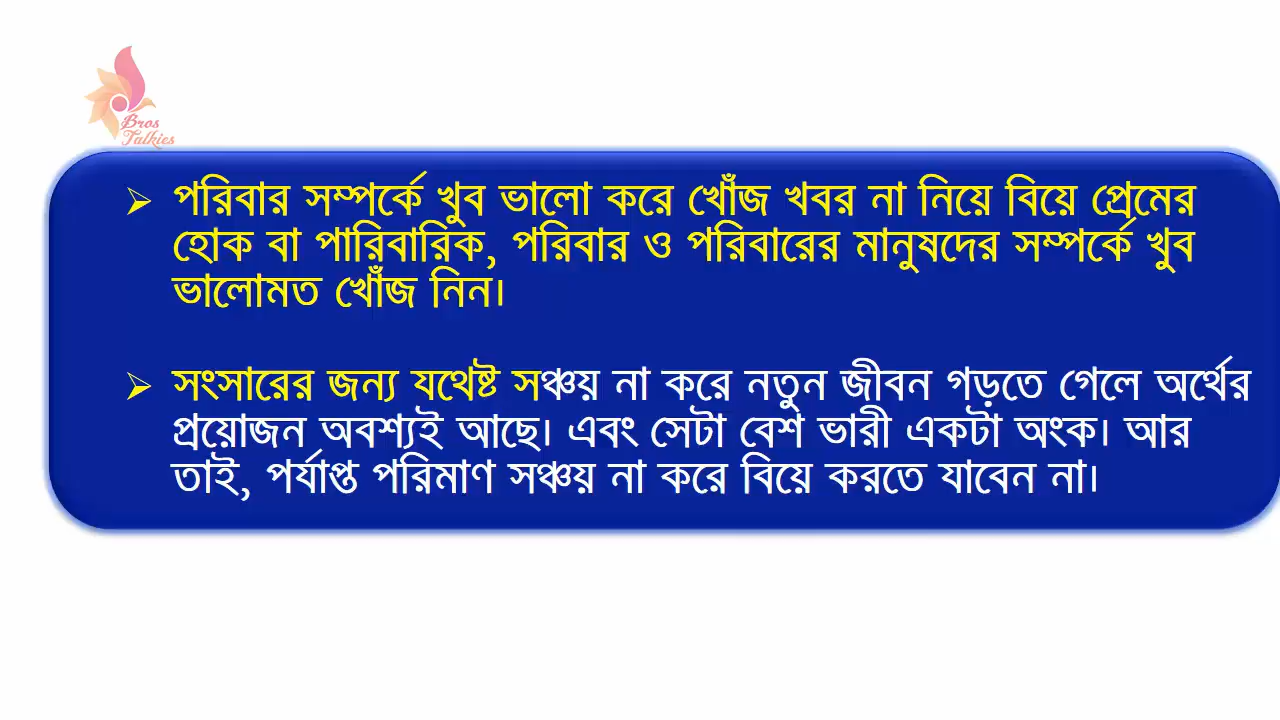 Bros
Talkies
➢ পরিবার সম্পর্কে খুব ভালো করে খোঁজ খবর না নিয়ে বিয়ে প্রেমের
হোক বা পারিবারিক, পরিবার ও পরিবারের মানুষদের সম্পর্কে খুব
ভালোমত খোঁজ নিন।
➢ সংসারের জন্য যথেষ্ট সঞ্চয় না করে নতুন জীবন গড়তে গেলে অর্থের
প্রয়োজন অবশ্যই আছে। এবং সেটা বেশ ভারী একটা অংক। আর
তাই, পর্যাপ্ত পরিমাণ সঞ্চয় না করে বিয়ে করতে যাবেন না।